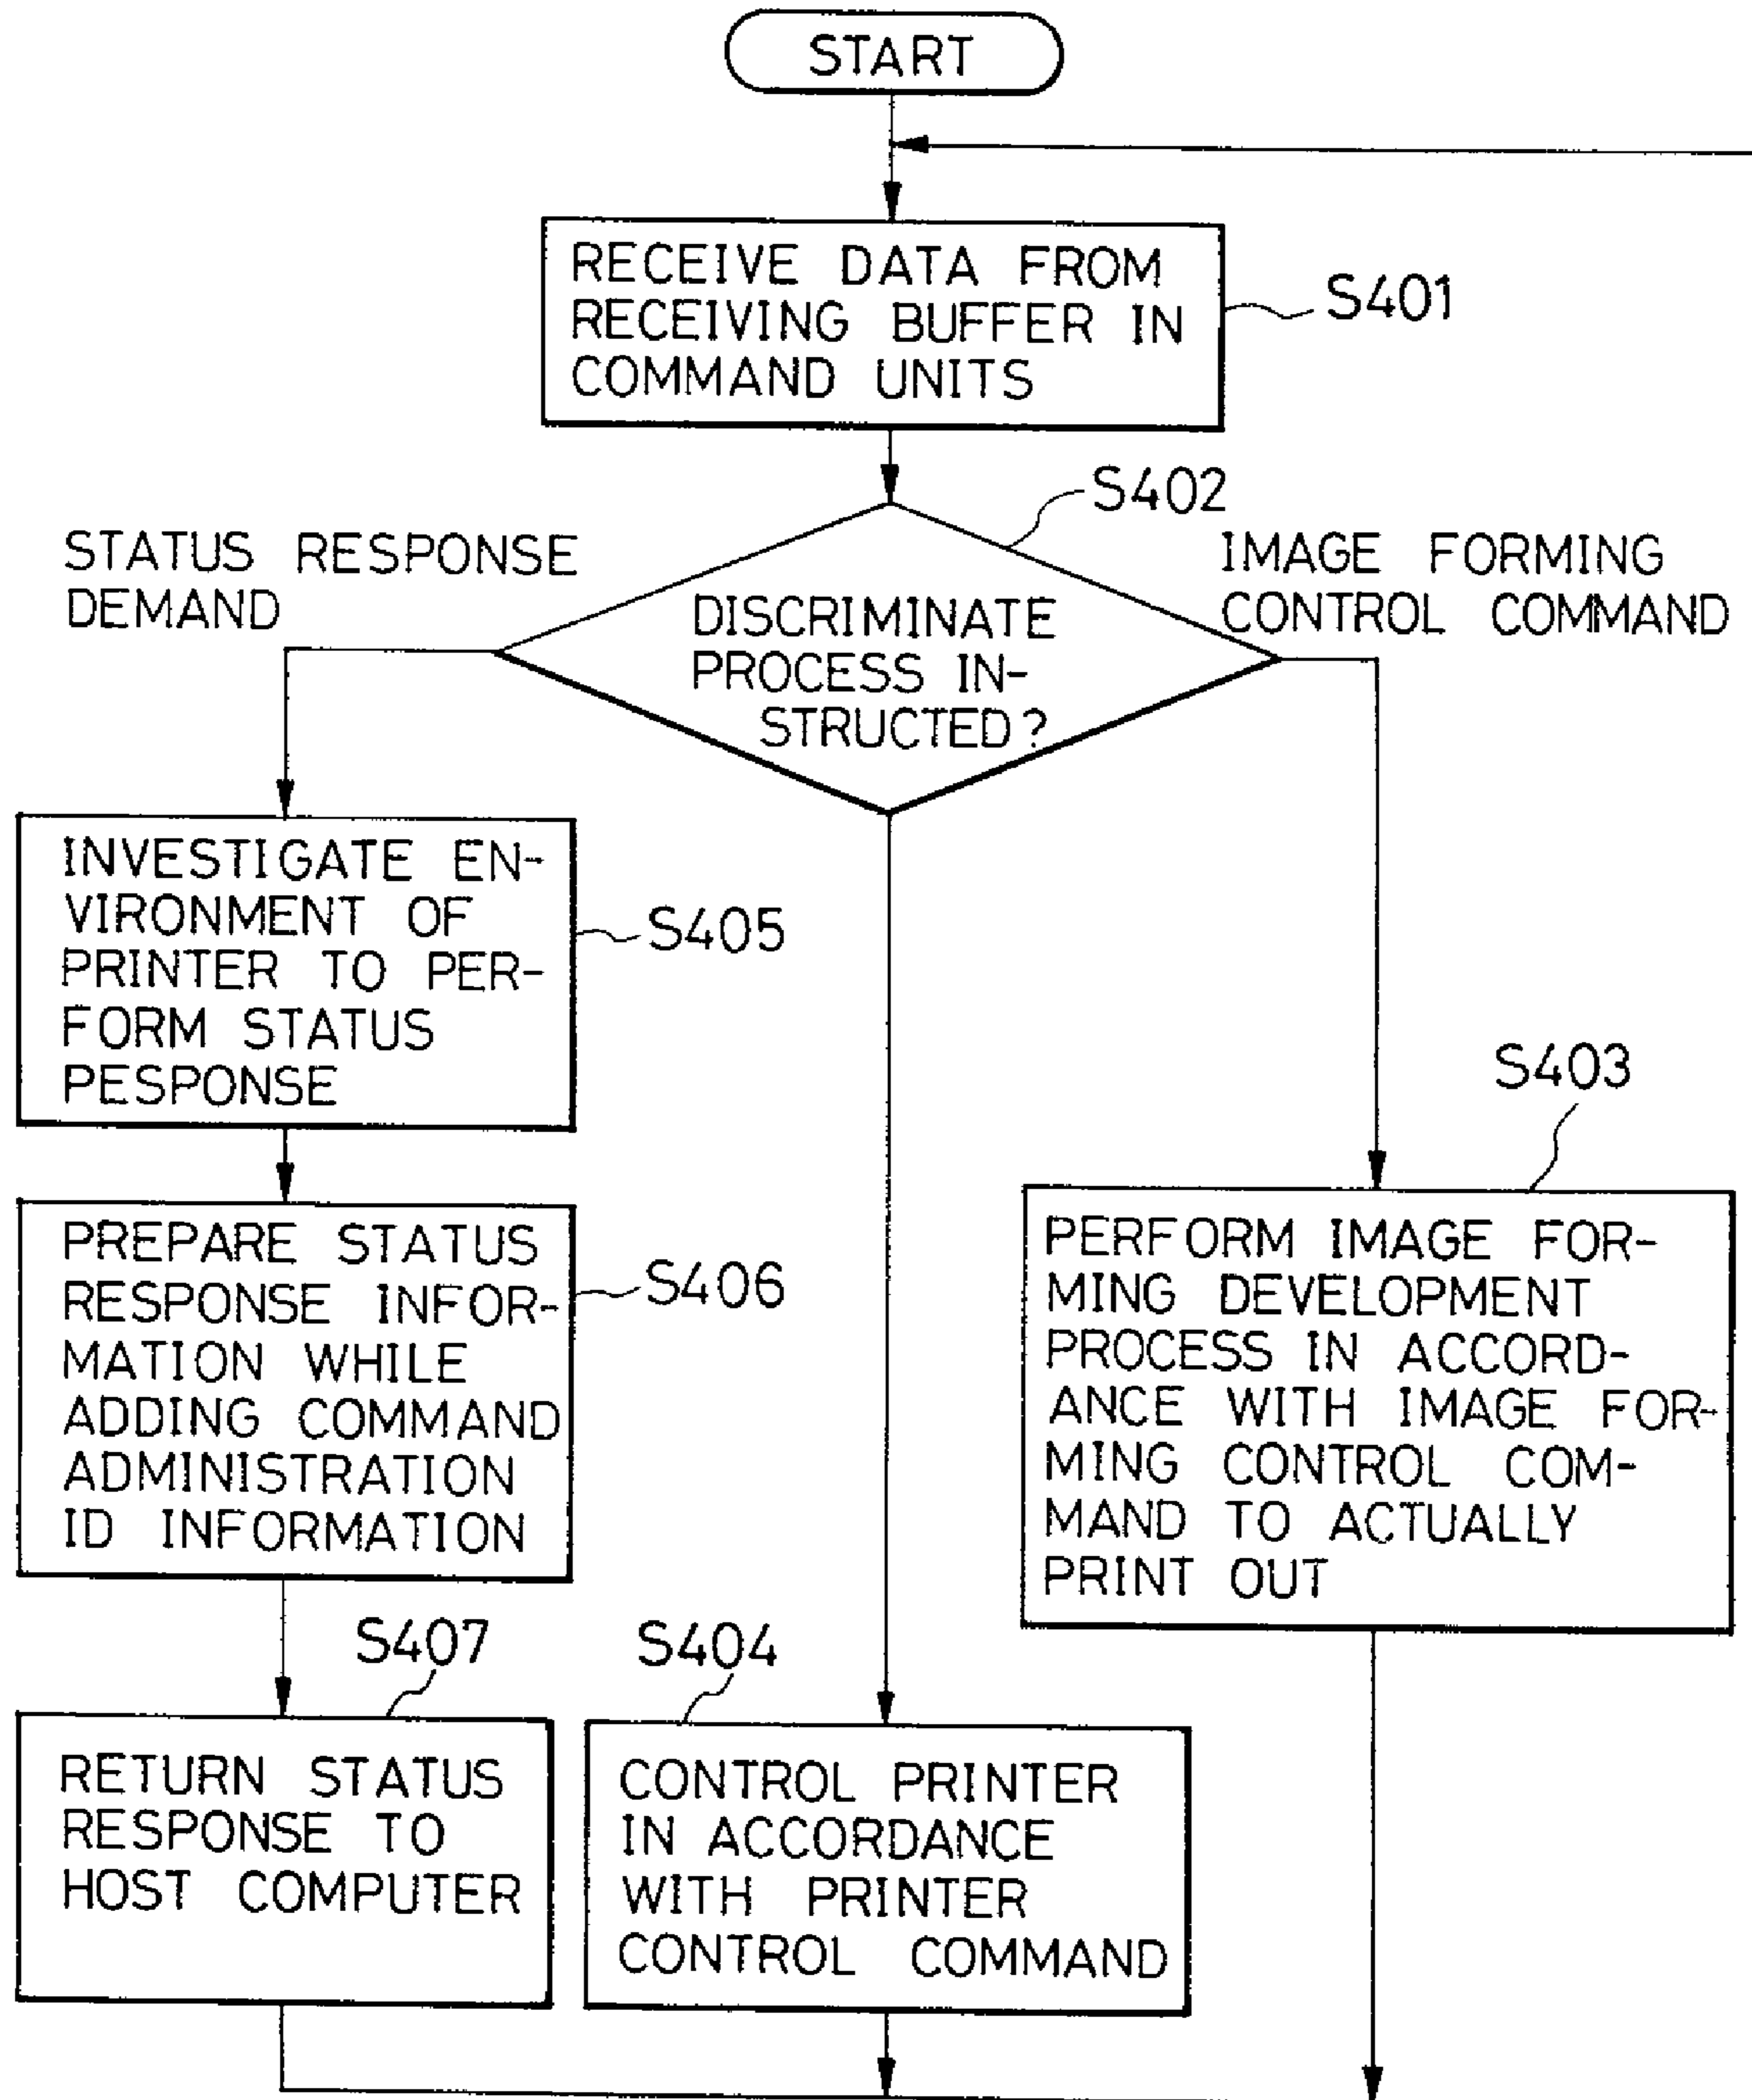 START
RECEIVE DATA FROM
RECEIVING BUFFER IN
COMMAND UNITS
S401
S402
STATUS RESPONSE
DEMAND
IMAGE FORMING
CONTROL COMMAND
DISCRIMINATE
PROCESS IN-
STRUCTED?
INVESTIGATE EN-
VIRONMENT OF
PRINTER TO PER-
FORM STATUS
PESPONSE
S405
S403
PREPARE STATUS
RESPONSE INFOR-
MATION WHILE
ADDING COMMAND
ADMINISTRATION
ID INFORMATION
S406
PERFORM IMAGE FOR-
MING DEVELOPMENT
PROCESS IN ACCORD-
ANCE WITH IMAGE FOR-
MING CONTROL COM-
MAND TO ACTUALLY
PRINT OUT
S407
S404
RETURN STATUS
RESPONSE TO
HOST COMPUTER
CONTROL PRINTER
IN ACCORDANCE
WITH PRINTER
CONTROL COMMAND